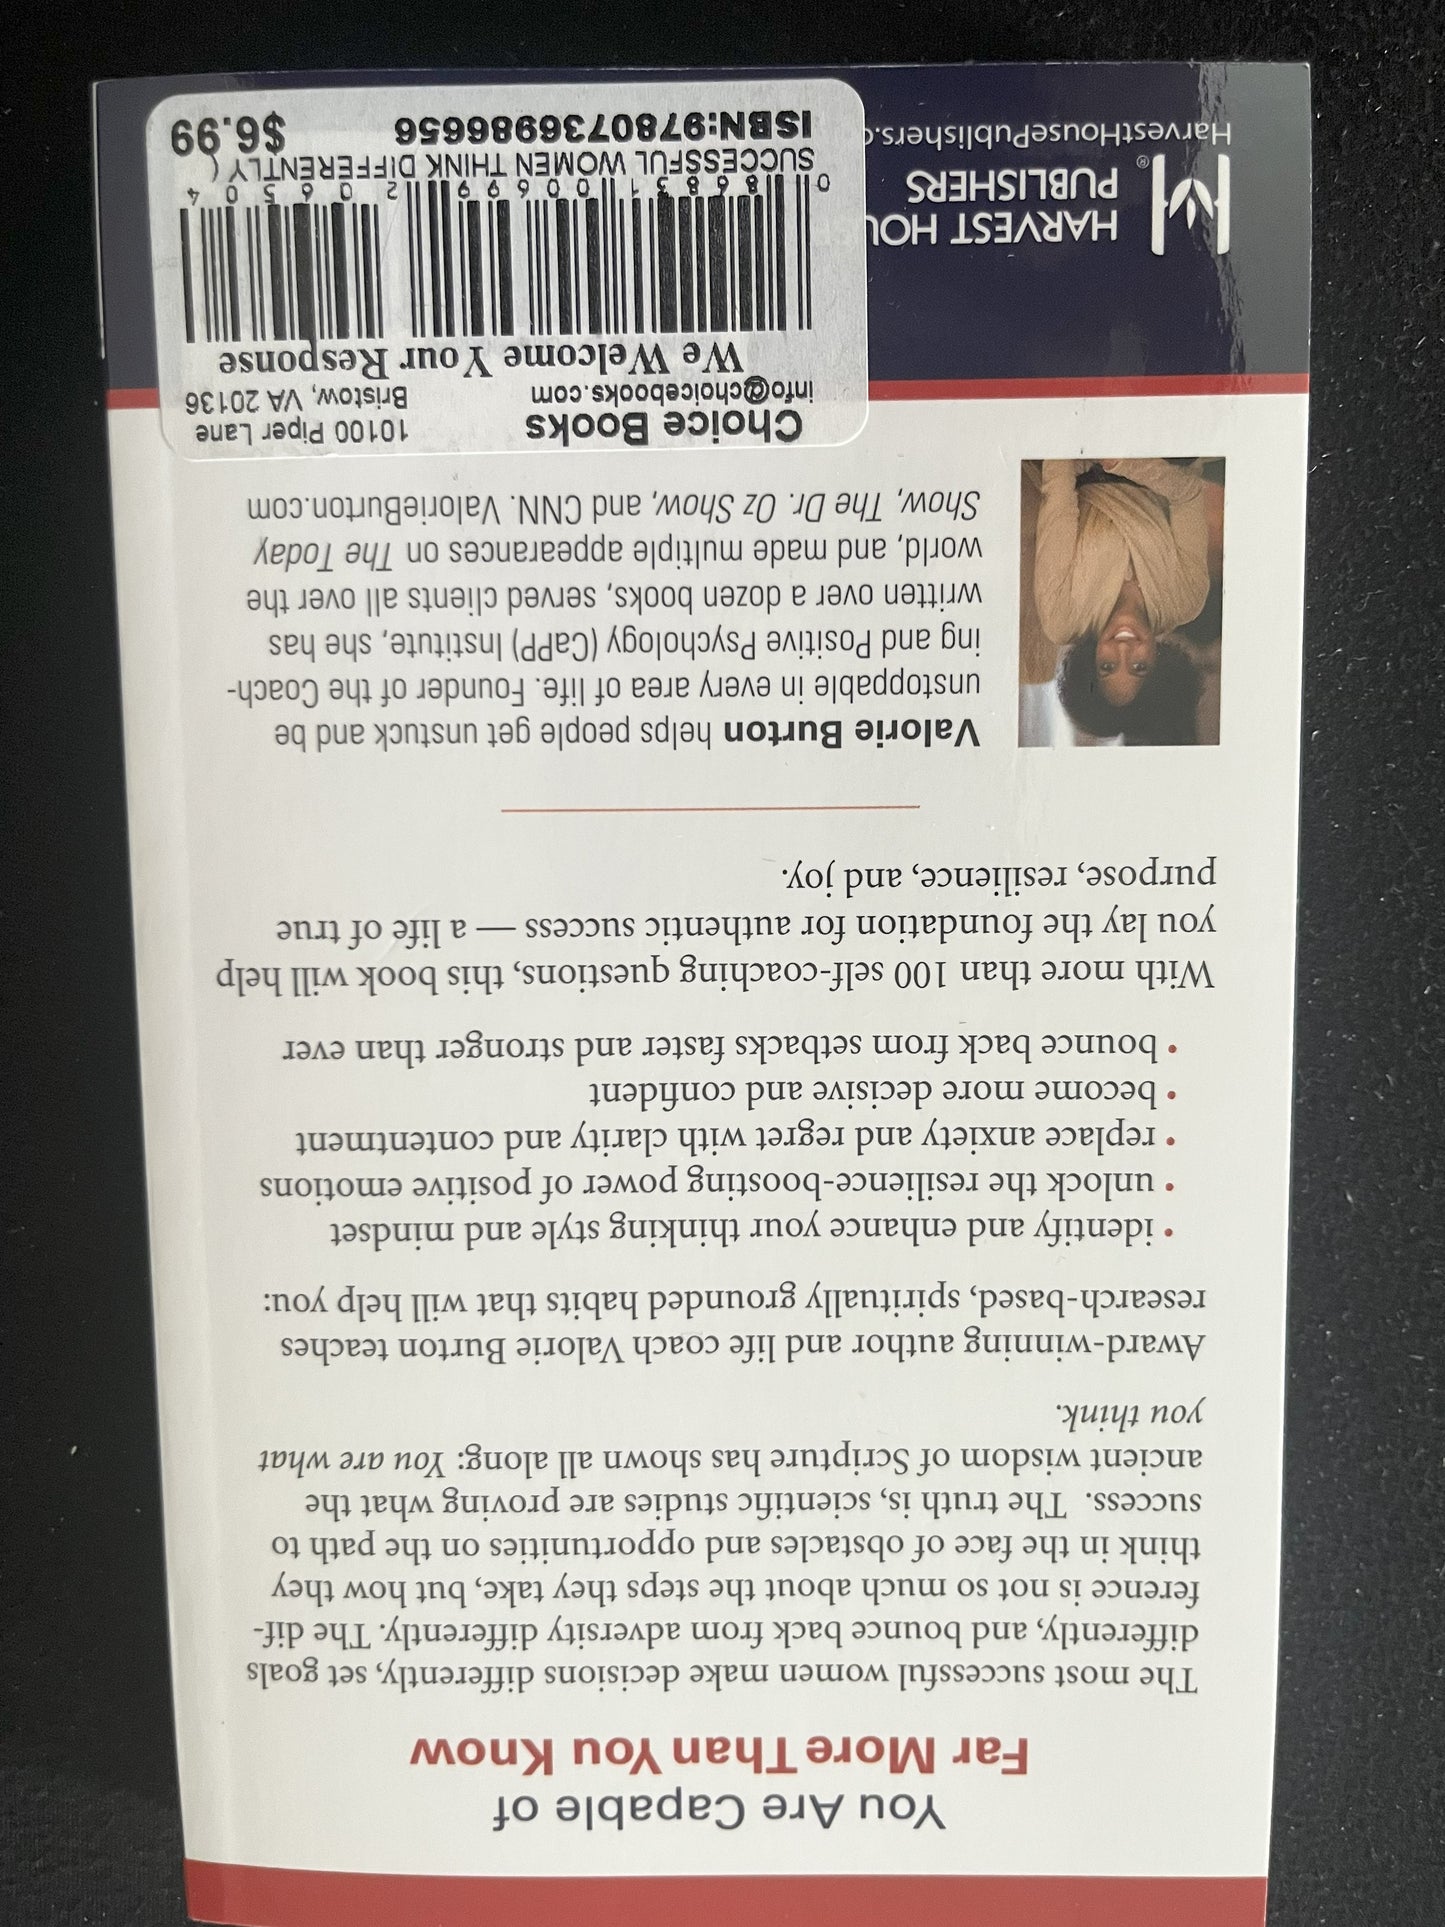 You Are Capable of
Far More Than You Know
The most successful women make decisions differently, set goals
differently, and bounce back from adversity differently. The dif-
ference is not so much about the steps they take, but how they
think in the face of obstacles and opportunities on the path to
success. The truth is, scientific studies are proving what the
ancient wisdom of Scripture has shown all along: You are what
you think.
Award-winning author and life coach Valorie Burton teaches
research-based, spiritually grounded habits that will help you:
• identify and enhance your thinking style and mindset
• unlock the resilience-boosting power of positive emotions
• replace anxiety and regret with clarity and contentment
• become more decisive and confident
• bounce back from setbacks faster and stronger than ever
With more than 100 self-coaching questions, this book will help
you lay the foundation for authentic success — a life of true
purpose, resilience, and joy.
Valorie Burton helps people get unstuck and be
unstoppable in every area of life. Founder of the Coach-
ing and Positive Psychology (CaPP) Institute, she has
written over a dozen books, served clients all over the
world, and made multiple appearances on The Today
Show, The Dr. Oz Show, and CNN. ValorieBurton.com
HARVEST HOU
PUBLISHERS®
HarvestHousePublishers.c
Choice Books 10100 Piper Lane
info@choicebooks.com Bristow, VA 20136
We Welcome Your Response
0 68831 00699 2 02650 4
SUCCESSFUL WOMEN THINK DIFFERENTLY (
ISBN:9780736986656 $6.99